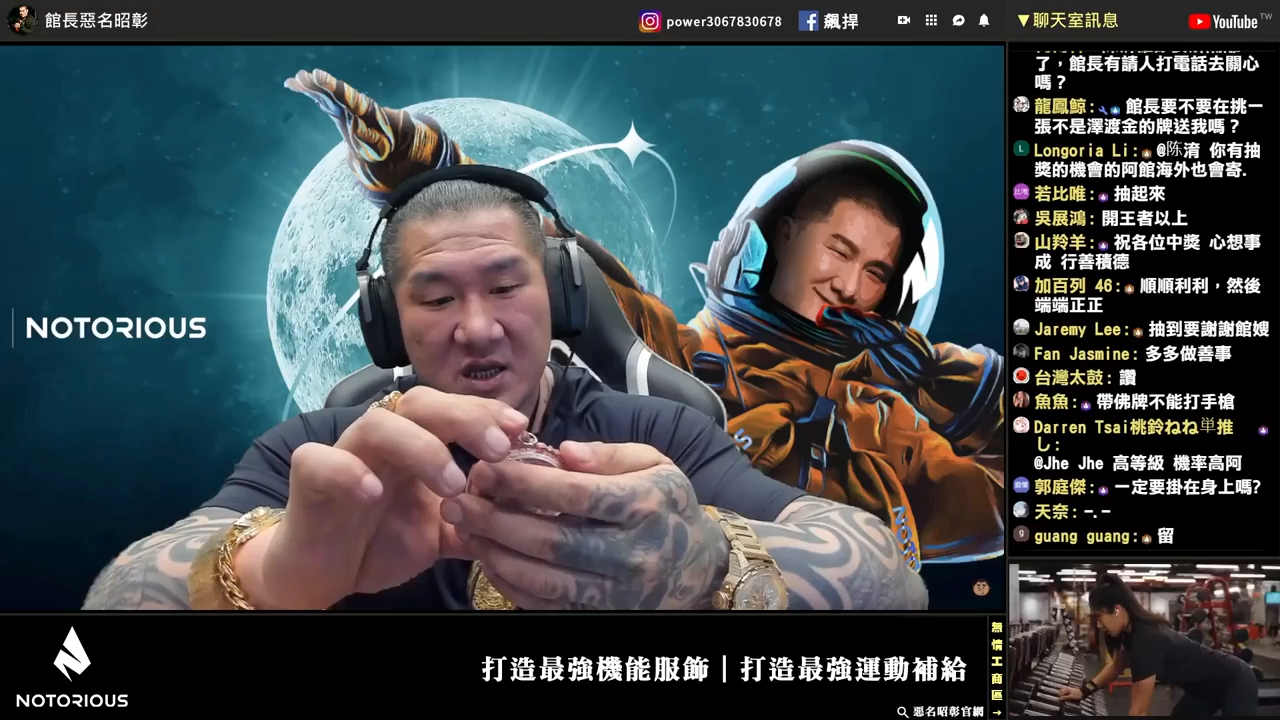 館長惡名昭彰
power3067830678
飆捍
▼聊天室訊息
YouTube TW
NOTORIOUS
了，館長有請人打電話去關心
嗎？
龍鳳鯨: 館長要不要在挑一
張不是澤渡金的牌送我嗎？
Longoria Li: @陈淯 你有抽
獎的機會的阿館海外也會寄.
若比唯: 抽起來
吳展鴻: 開王者以上
山羚羊: 祝各位中獎 心想事
成 行善積德
加百列 46: 順順利利，然後
端端正正
Jaremy Lee: 抽到要謝謝館嫂
Fan Jasmine: 多多做善事
台灣太鼓: 讚
魚魚: 帶佛牌不能打手槍
Darren Tsai桃鈴ねね単推
し:
@Jhe Jhe 高等級 機率高阿
郭庭傑: 一定要掛在身上嗎?
天奈: -.-
guang guang: 留
NOTORIOUS
打造最強機能服飾｜打造最強運動補給
惡名昭彰官網
無情工商區→